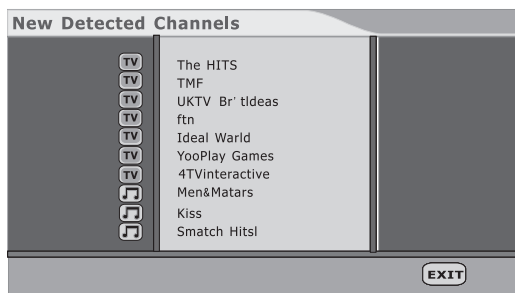 New Detected Channels
TV The HITS
TV TMF
TV UKTV Br' tIdeas
TV ftn
TV Ideal Warld
TV YooPlay Games
TV 4TVinteractive
Men&Matars
Kiss
Smatch Hitsl
EXIT